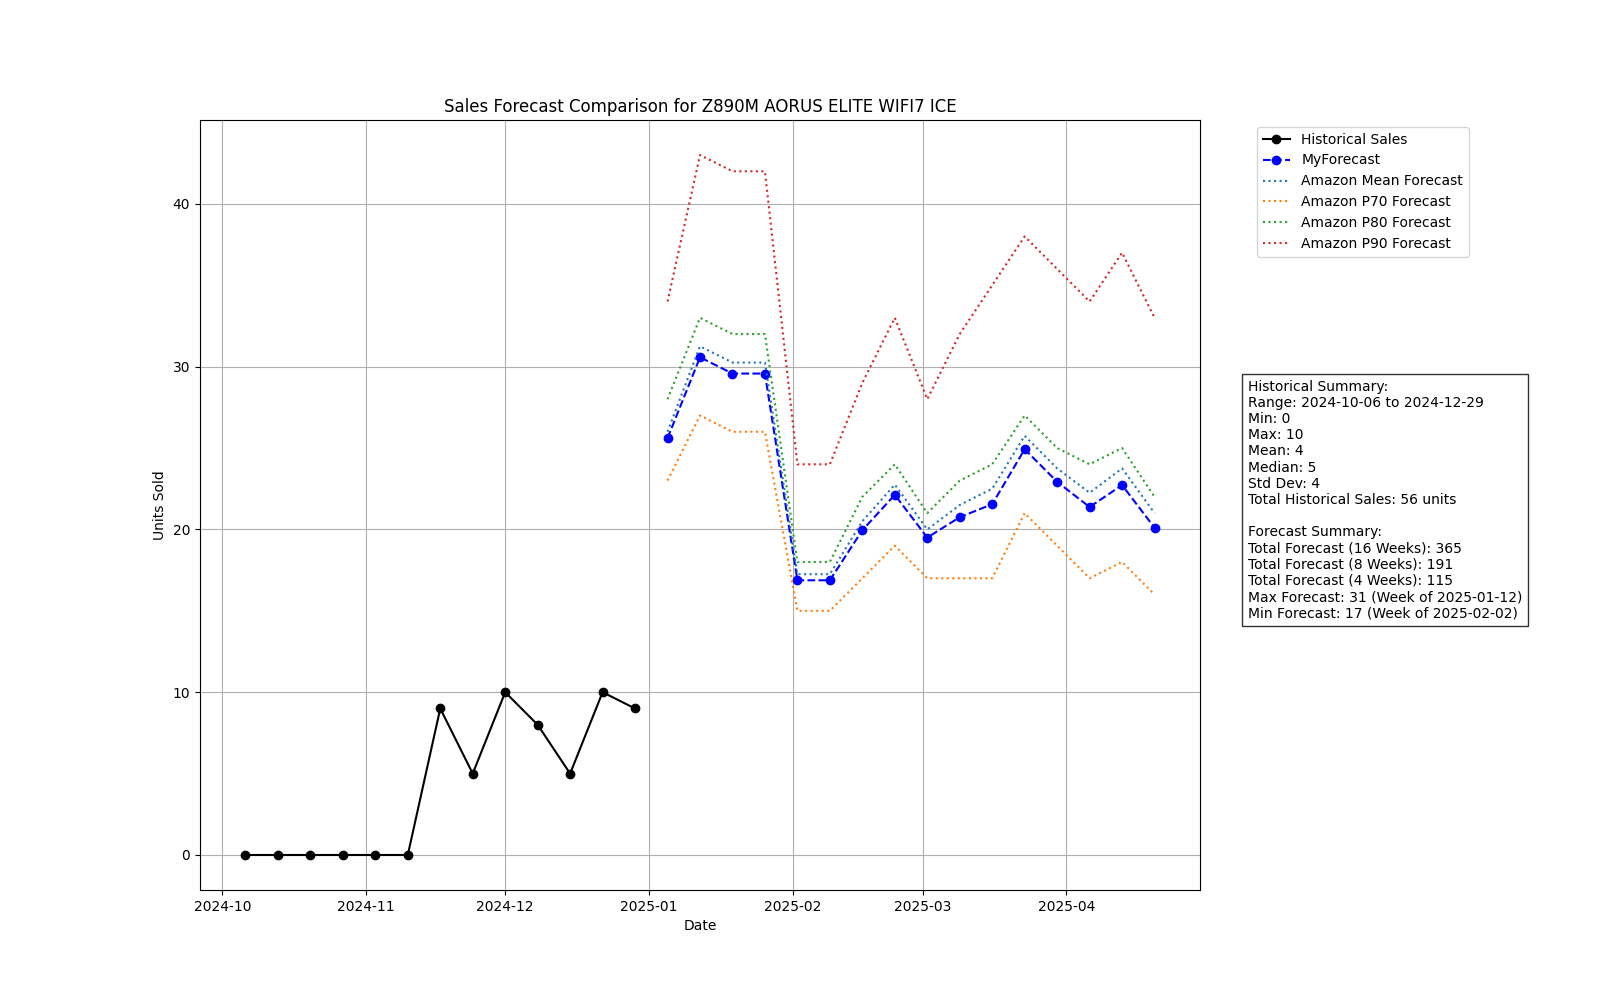 Sales Forecast Comparison for Z890M AORUS ELITE WIFI7 ICE
Historical Sales
MyForecast
Amazon Mean Forecast
Amazon P70 Forecast
Amazon P80 Forecast
Amazon P90 Forecast
40
30
20
10
0
Units Sold
2024-10
2024-11
2024-12
2025-01
2025-02
2025-03
2025-04
Date
Historical Summary:
Range: 2024-10-06 to 2024-12-29
Min: 0
Max: 10
Mean: 4
Median: 5
Std Dev: 4
Total Historical Sales: 56 units
Forecast Summary:
Total Forecast (16 Weeks): 365
Total Forecast (8 Weeks): 191
Total Forecast (4 Weeks): 115
Max Forecast: 31 (Week of 2025-01-12)
Min Forecast: 17 (Week of 2025-02-02)